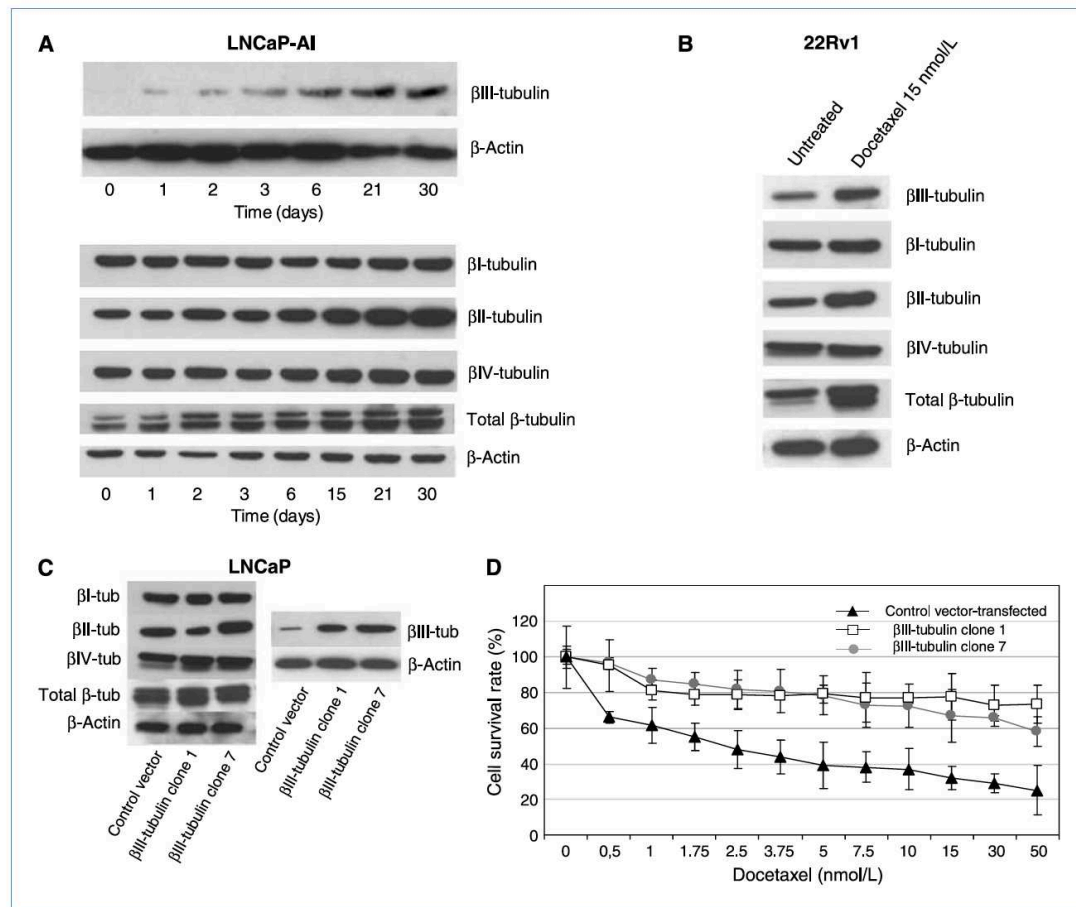 A
LNCaP-AI
βIII-tubulin
β-Actin
0 1 2 3 6 21 30
Time (days)
βI-tubulin
βII-tubulin
βIV-tubulin
Total β-tubulin
β-Actin
0 1 2 3 6 15 21 30
Time (days)
B
22Rv1
Untreated
Docetaxel 15 nmol/L
βIII-tubulin
βI-tubulin
βII-tubulin
βIV-tubulin
Total β-tubulin
β-Actin
C
LNCaP
βI-tub
βII-tub
βIV-tub
Total β-tub
β-Actin
Control vector
βIII-tubulin clone 1
βIII-tubulin clone 7
βIII-tub
β-Actin
Control vector
βIII-tubulin clone 1
βIII-tubulin clone 7
D
Control vector-transfected
βIII-tubulin clone 1
βIII-tubulin clone 7
Cell survival rate (%)
120
100
80
60
40
20
0
0 0,5 1 1.75 2.5 3.75 5 7.5 10 15 30 50
Docetaxel (nmol/L)